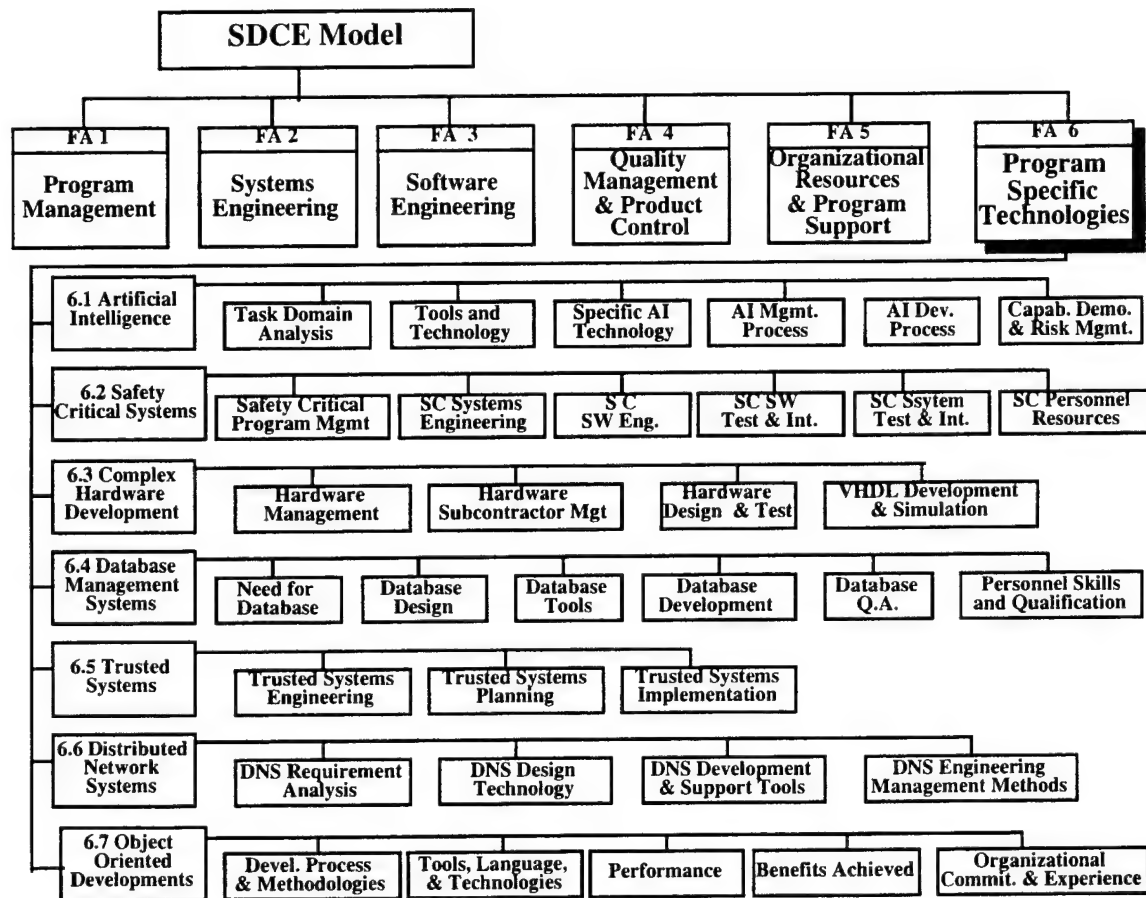 SDCE Model
FA 1
Program
Management
FA 2
Systems
Engineering
FA 3
Software
Engineering
FA 4
Quality
Management
& Product
Control
FA 5
Organizational
Resources
& Program
Support
FA 6
Program
Specific
Technologies
6.1 Artificial
Intelligence
Task Domain
Analysis
Tools and
Technology
Specific AI
Technology
AI Mgmt.
Process
AI Dev.
Process
Capab. Demo.
& Risk Mgmt.
6.2 Safety
Critical Systems
Safety Critical
Program Mgmt
SC Systems
Engineering
S C
SW Eng.
SC SW
Test & Int.
SC Ssytem
Test & Int.
SC Personnel
Resources
6.3 Complex
Hardware
Development
Hardware
Management
Hardware
Subcontractor Mgt
Hardware
Design & Test
VHDL Development
& Simulation
6.4 Database
Management
Systems
Need for
Database
Database
Design
Database
Tools
Database
Development
Database
Q.A.
Personnel Skills
and Qualification
6.5 Trusted
Systems
Trusted Systems
Engineering
Trusted Systems
Planning
Trusted Systems
Implementation
6.6 Distributed
Network
Systems
DNS Requirement
Analysis
DNS Design
Technology
DNS Development
& Support Tools
DNS Engineering
Management Methods
6.7 Object
Oriented
Developments
Devel. Process
& Methodologies
Tools, Language,
& Technologies
Performance
Benefits Achieved
Organizational
Commit. & Experience